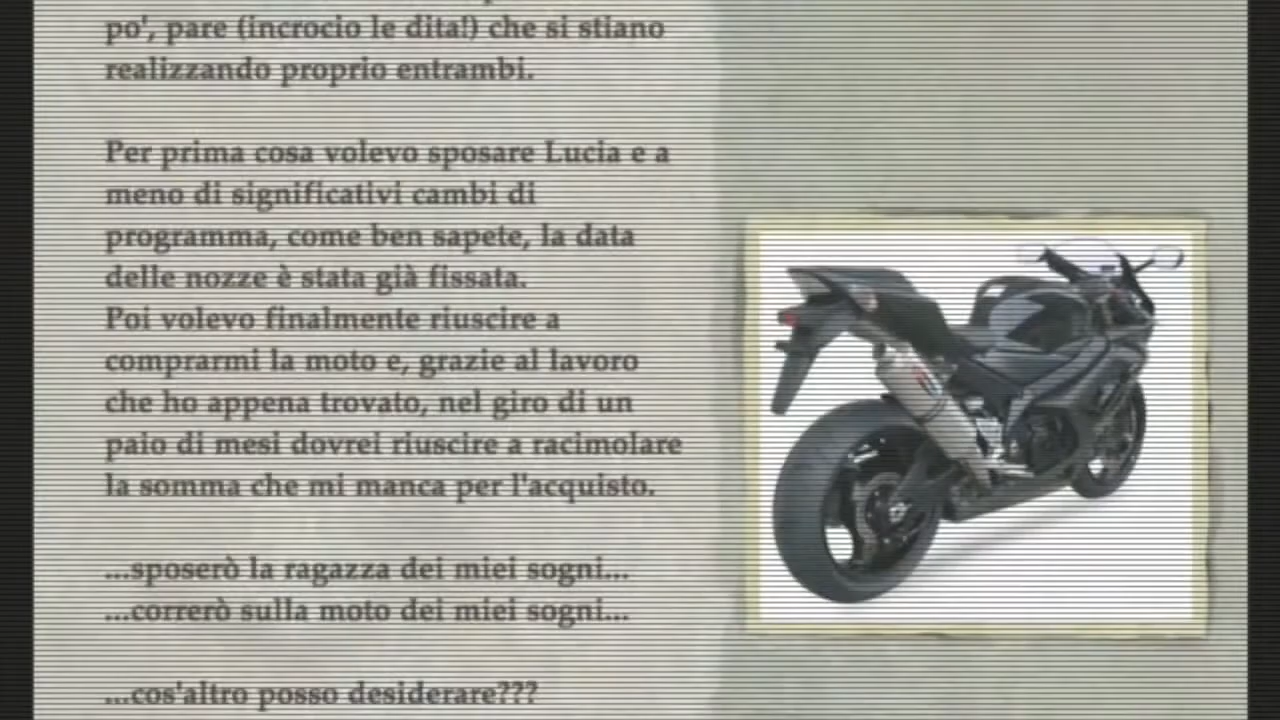 po', pare (incrocio le dita!) che si stiano
realizzando proprio entrambi.
Per prima cosa volevo sposare Lucia e a
meno di significativi cambi di
programma, come ben sapete, la data
delle nozze è stata già fissata.
Poi volevo finalmente riuscire a
comprarmi la moto e, grazie al lavoro
che ho appena trovato, nel giro di un
paio di mesi dovrei riuscire a racimolare
la somma che mi manca per l'acquisto.
...sposerò la ragazza dei miei sogni...
...correrò sulla moto dei miei sogni...
...cos'altro posso desiderare???